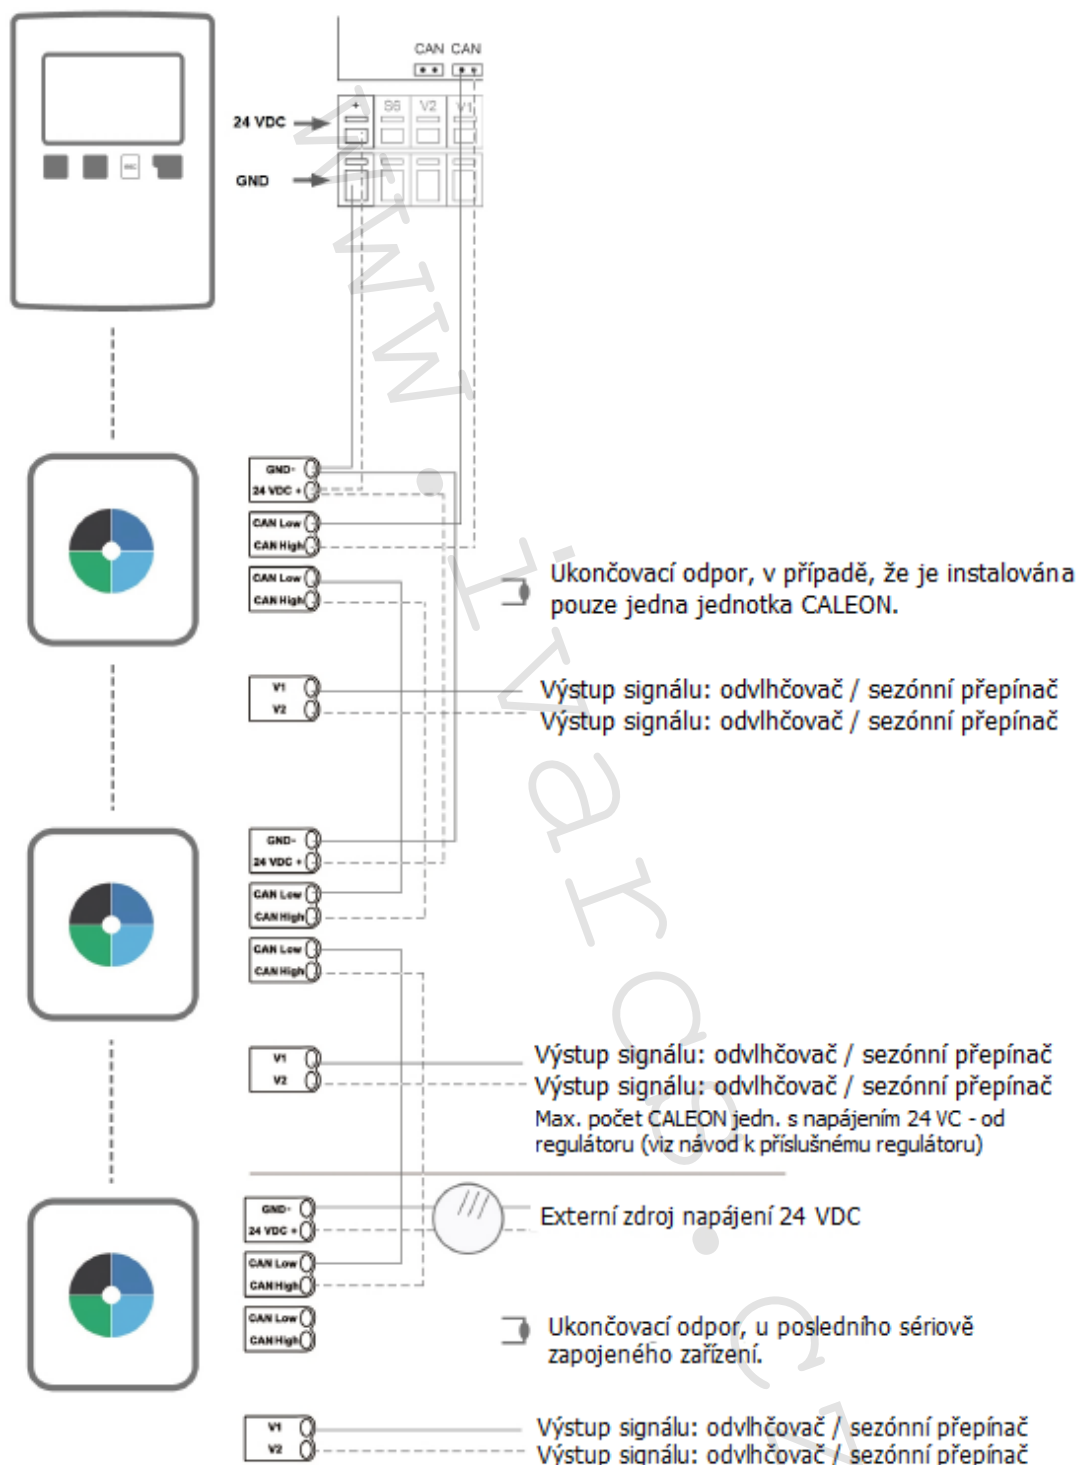 CAN CAN
+ S6 V2 V1
24 VDC
GND
GND-
24 VDC +
CAN Low
CAN High
CAN Low
CAN High
Ukončovací odpor, v případě, že je instalována
pouze jedna jednotka CALEON.
V1
V2
Výstup signálu: odvlhčovač / sezónní přepínač
Výstup signálu: odvlhčovač / sezónní přepínač
GND-
24 VDC +
CAN Low
CAN High
CAN Low
CAN High
V1
V2
Výstup signálu: odvlhčovač / sezónní přepínač
Výstup signálu: odvlhčovač / sezónní přepínač
Max. počet CALEON jedn. s napájením 24 VC - od
regulátoru (viz návod k příslušnému regulátoru)
GND-
24 VDC +
Externí zdroj napájení 24 VDC
CAN Low
CAN High
CAN Low
CAN High
Ukončovací odpor, u posledního sériově
zapojeného zařízení.
V1
V2
Výstup signálu: odvlhčovač / sezónní přepínač
Výstup signálu: odvlhčovač / sezónní přepínač
www.ivarcs.cz